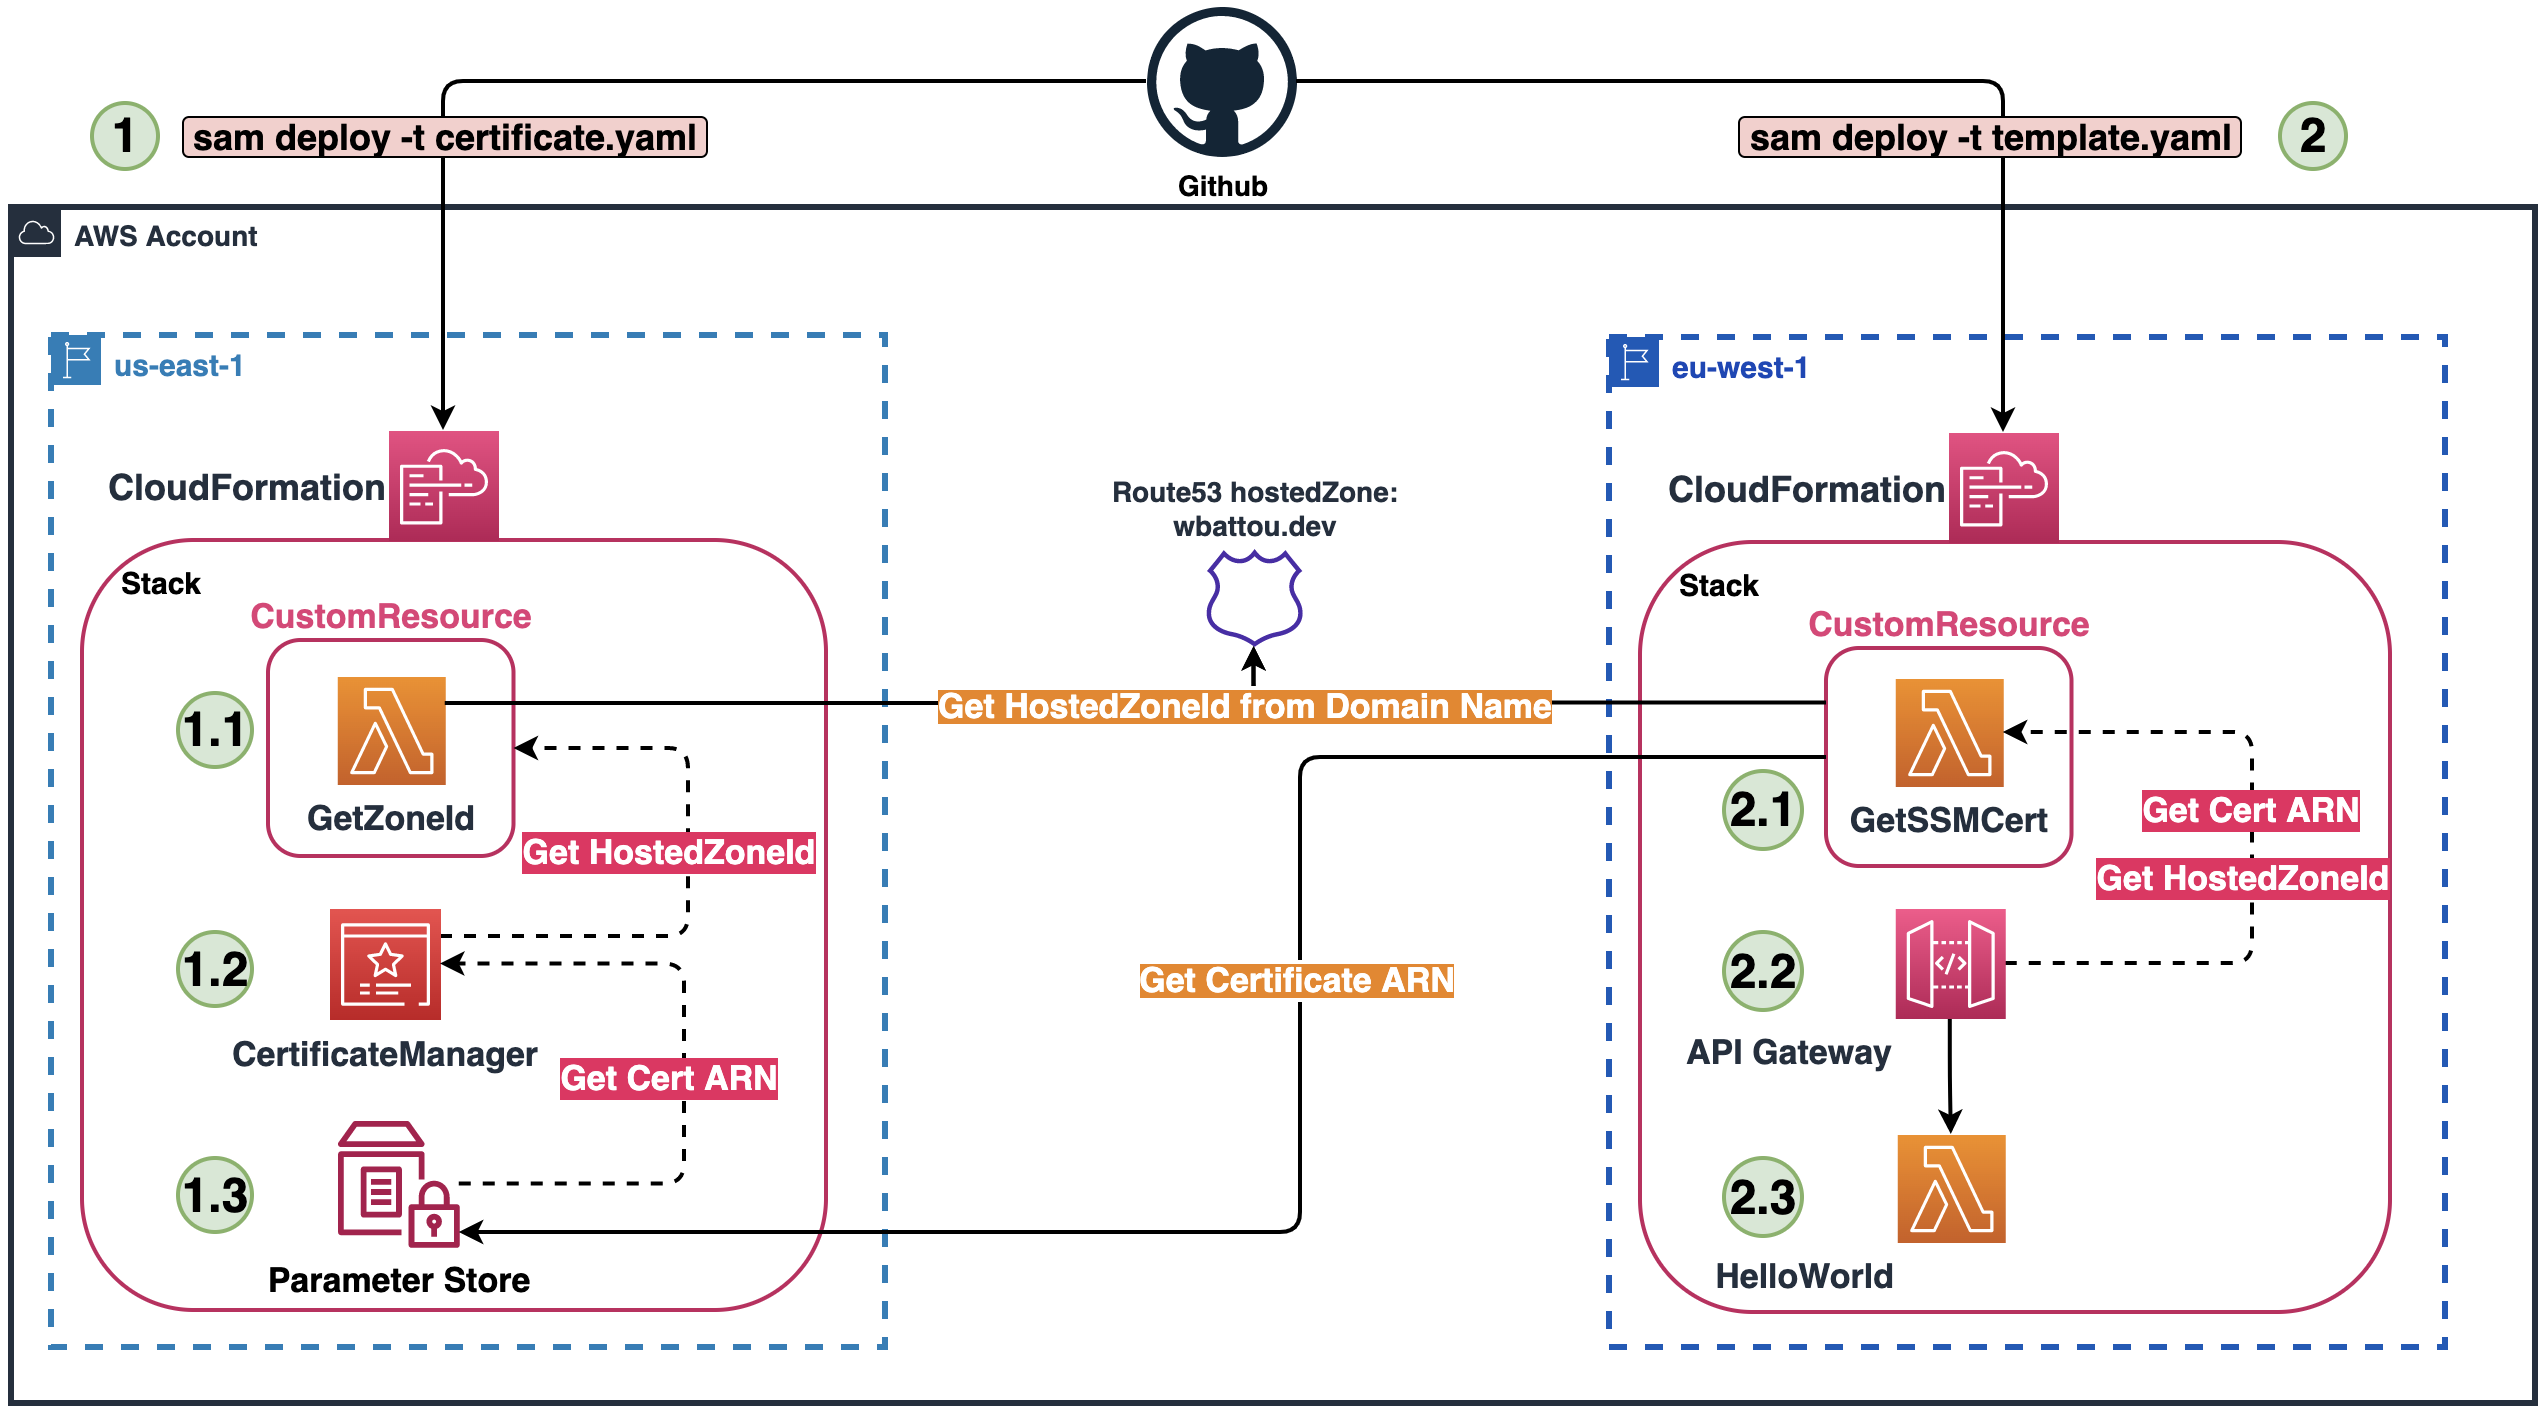 Github
1
sam deploy -t certificate.yaml
sam deploy -t template.yaml
2
AWS Account
us-east-1
CloudFormation
Stack
CustomResource
1.1
GetZoneId
Get HostedZoneId
1.2
CertificateManager
Get Cert ARN
1.3
Parameter Store
Route53 hostedZone:
wbattou.dev
Get HostedZoneId from Domain Name
Get Certificate ARN
eu-west-1
CloudFormation
Stack
CustomResource
2.1
GetSSMCert
Get Cert ARN
Get HostedZoneId
2.2
</>
API Gateway
2.3
HelloWorld